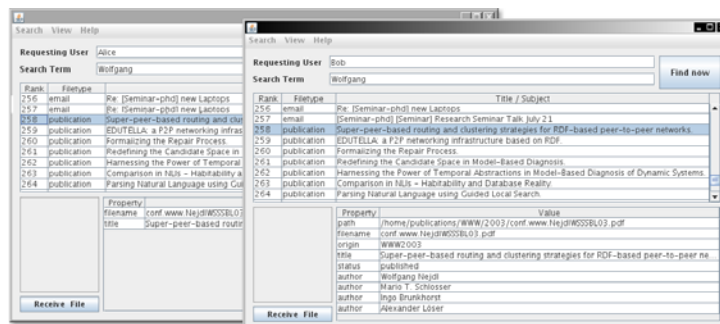 Search View Help
Requesting User Alice
Search Term Wolfgang
Rank Filetype
256 email Re: [Seminar-phd] new Laptops
257 email Re: [Seminar-phd] new Laptops
258 publication Super-peer-based routing and clus
259 publication EDUTELLA: a P2P networking infras
260 publication Formalizing the Repair Process.
261 publication Redefining the Candidate Space in
262 publication Harnessing the Power of Temporal
263 publication Comparison in NLIs - Habitability a
264 publication Parsing Natural Language using Gui
Property
filename conf.www.NejdlWSSSBL03
title Super-peer-based routin
Receive File
Search View Help
Requesting User Bob
Search Term Wolfgang
Find now
Rank Filetype Title / Subject
256 email Re: [Seminar-phd] new Laptops
257 email [Seminar-phd] [Seminar] Research Seminar Talk, July 21
258 publication Super-peer-based routing and clustering strategies for RDF-based peer-to-peer networks.
259 publication EDUTELLA: a P2P networking infrastructure based on RDF.
260 publication Formalizing the Repair Process.
261 publication Redefining the Candidate Space in Model-Based Diagnosis.
262 publication Harnessing the Power of Temporal Abstractions in Model-Based Diagnosis of Dynamic Systems.
263 publication Comparison in NLIs - Habitability and Database Reality.
264 publication Parsing Natural Language using Guided Local Search.
Property Value
path /home/publications/WWW/2003/conf.www.NejdlWSSSBL03.pdf
filename conf.www.NejdlWSSSBL03.pdf
origin WWW2003
title Super-peer-based routing and clustering strategies for RDF-based peer-to-peer ne
status published
author Wolfgang Nejdl
author Mario T. Schlosser
author Ingo Brunkhorst
author Alexander Löser
Receive File